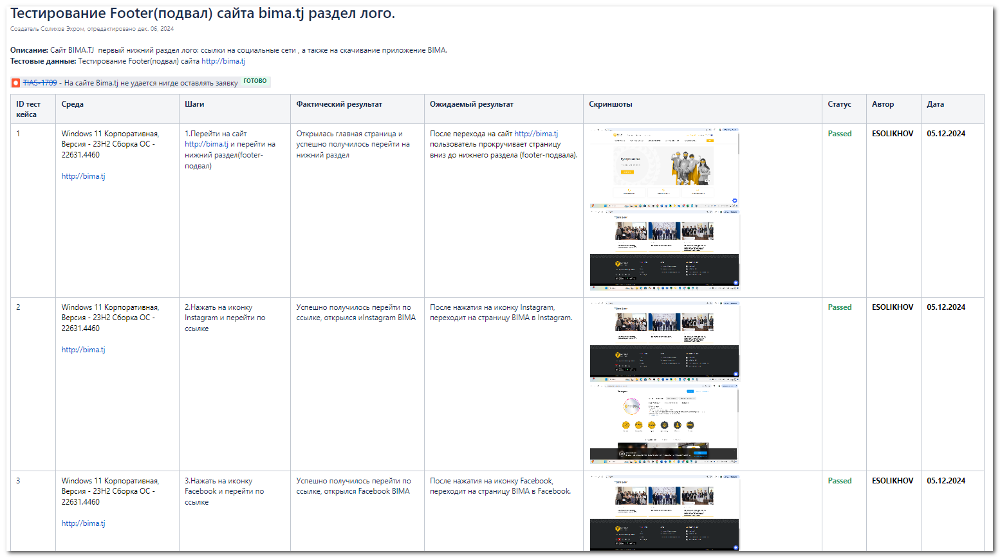 Тестирование Footer(подвал) сайта bima.tj раздел лого.
Создатель Солихов Эхром, отредактировано дек. 06, 2024
Описание: Сайт BIMA.TJ первый нижний раздел лого: ссылки на социальные сети , а также на скачивание приложение BIMA.
Тестовые данные: Тестирование Footer(подвал) сайта http://bima.tj
TIAS-1709 - На сайте Bima.tj не удается нигде оставлять заявку ГОТОВО
ID тест
кейса
Среда
Шаги
Фактический результат
Ожидаемый результат
Скриншоты
Статус
Автор
Дата
1
Windows 11 Корпоративная,
Версия - 23H2 Сборка ОС -
22631.4460
http://bima.tj
1.Перейти на сайт
http://bima.tj и перейти на
нижний раздел(footer-
подвал)
Открылась главная страница и
успешно получилось перейти на
нижний раздел
После перехода на сайт http://bima.tj
пользователь прокручивает страницу
вниз до нижнего раздела (footer-подвала).
Passed
ESOLIKHOV
05.12.2024
2
Windows 11 Корпоративная,
Версия - 23H2 Сборка ОС -
22631.4460
http://bima.tj
2.Нажать на иконку
Instagram и перейти по
ссылке
Успешно получилось перейти по
ссылке, открылся иInstagram BIMA
После нажатия на иконку Instagram,
переходит на страницу BIMA в Instagram.
Passed
ESOLIKHOV
05.12.2024
3
Windows 11 Корпоративная,
Версия - 23H2 Сборка ОС -
22631.4460
http://bima.tj
3.Нажать на иконку
Facebook и перейти по
ссылке
Успешно получилось перейти по
ссылке, открылся Facebook BIMA
После нажатия на иконку Facebook,
переходит на страницу BIMA в Facebook.
Passed
ESOLIKHOV
05.12.2024